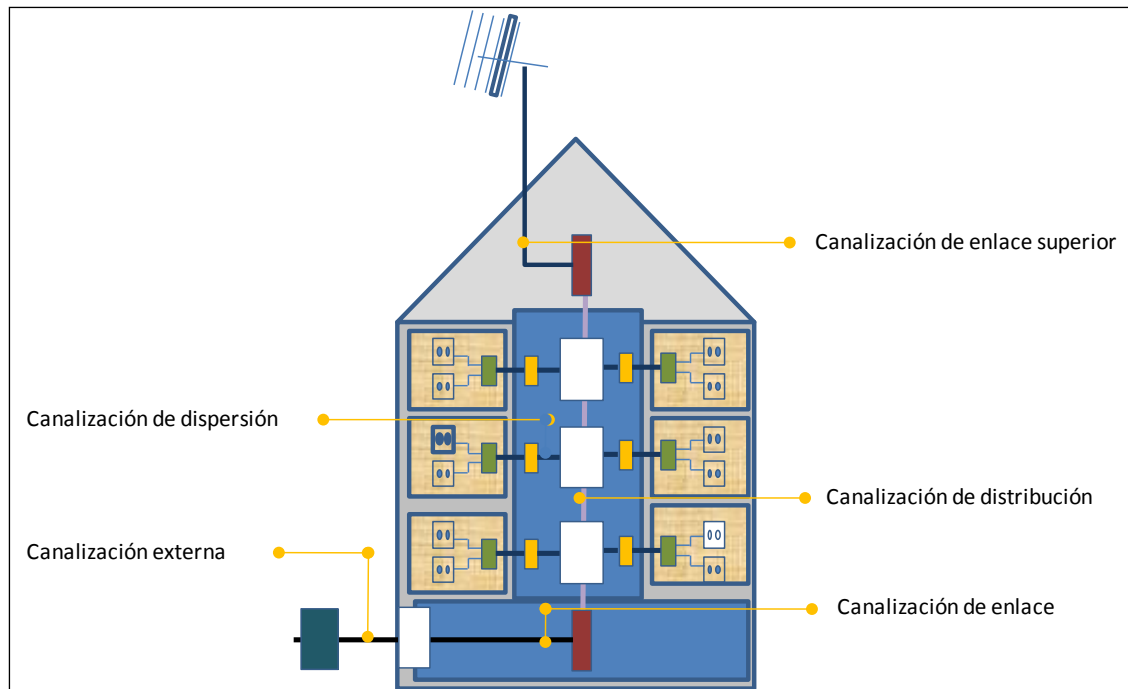 Canalización de enlace superior
Canalización de dispersión
Canalización de distribución
Canalización externa
Canalización de enlace